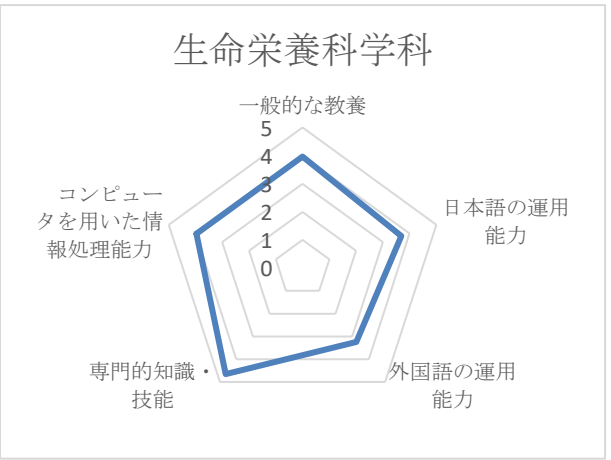 生命栄養科学科
一般的な教養
5
4
3
2
1
0
日本語の運用
能力
外国語の運用
能力
専門的知識・
技能
コンピュー
タを用いた情
報処理能力